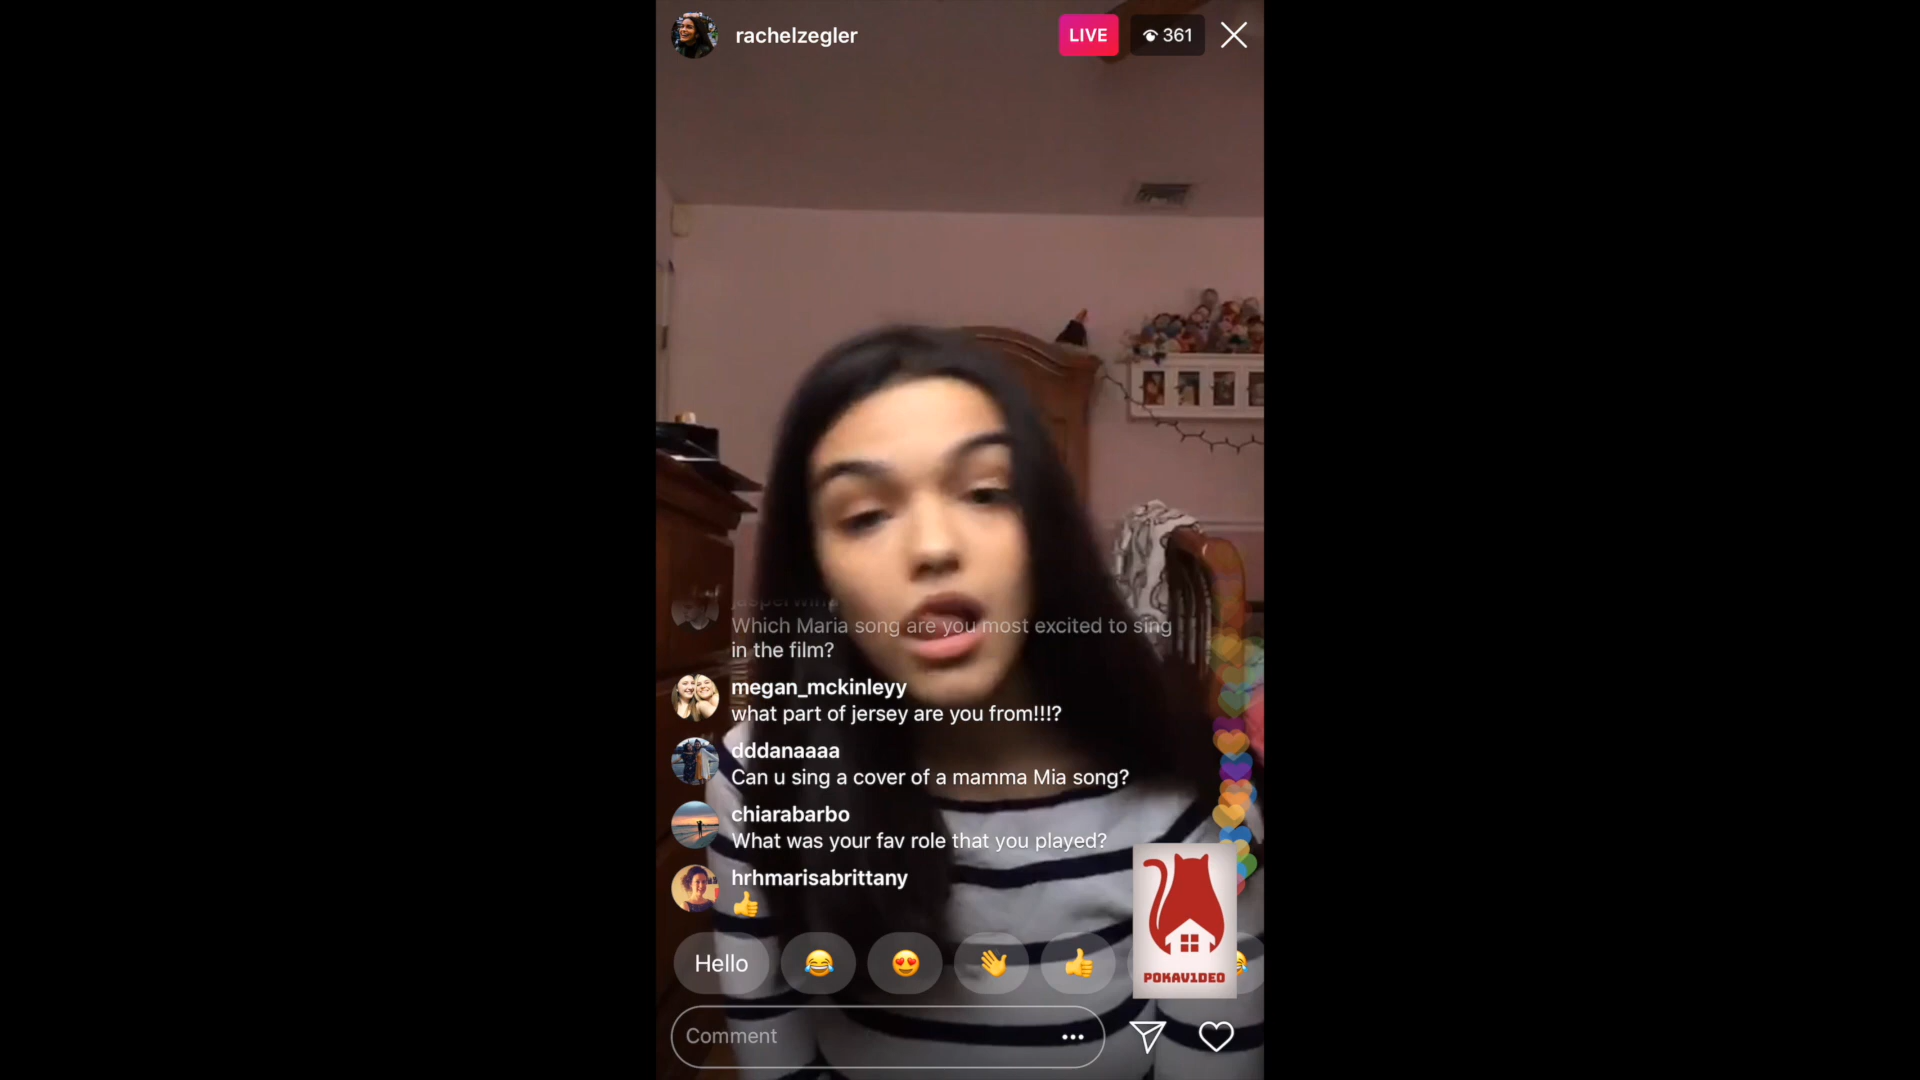 rachelzegler
LIVE
361
jasperwins
Which Maria song are you most excited to sing
in the film?
megan_mckinleyy
what part of jersey are you from!!!?
dddanaaaa
Can u sing a cover of a mamma Mia song?
chiarabarbo
What was your fav role that you played?
hrhmarisabrittany
👍
Hello
😂
😍
👋
👍
POKAV1DEO
Comment